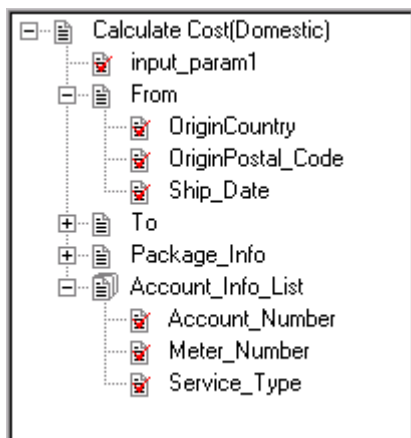 Calculate Cost(Domestic)
input_param1
From
OriginCountry
OriginPostal_Code
Ship_Date
To
Package_Info
Account_Info_List
Account_Number
Meter_Number
Service_Type